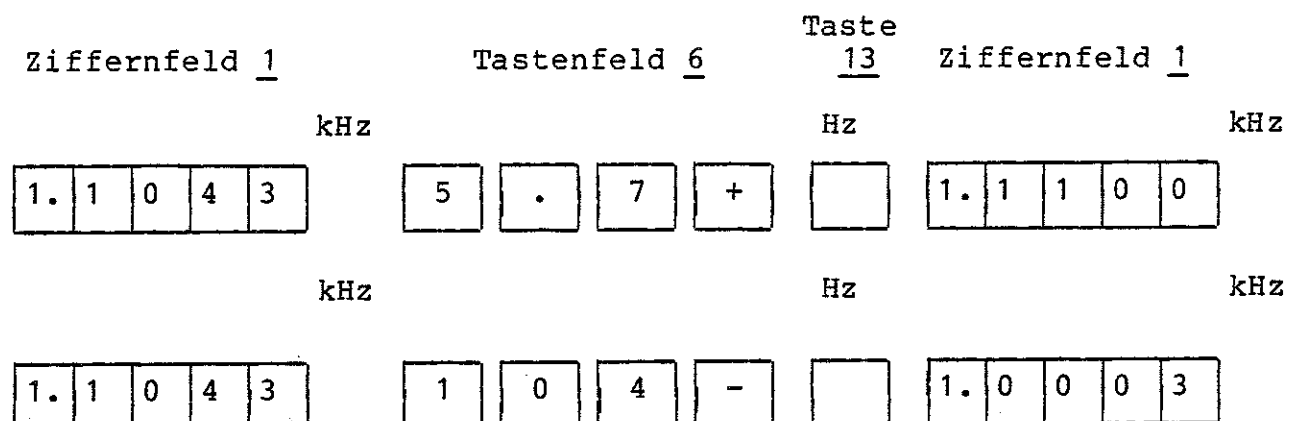 Taste
Ziffernfeld 1 Tastenfeld 6 13 Ziffernfeld 1
kHz Hz kHz
1. 1 0 4 3 5 . 7 + 1. 1 1 0 0
kHz Hz kHz
1. 1 0 4 3 1 0 4 - 1. 0 0 0 3